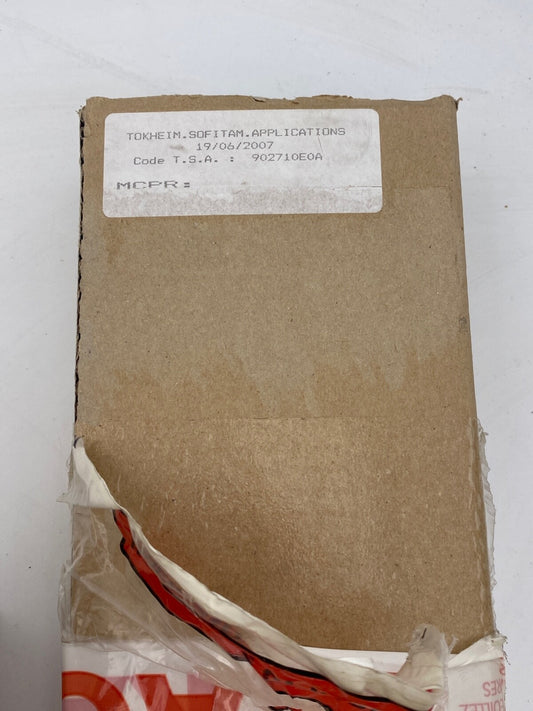 TOKHEIM.SOFITAM.APPLICATIONS
19/06/2007
Code T.S.A. : 902710E0A
MCPR: